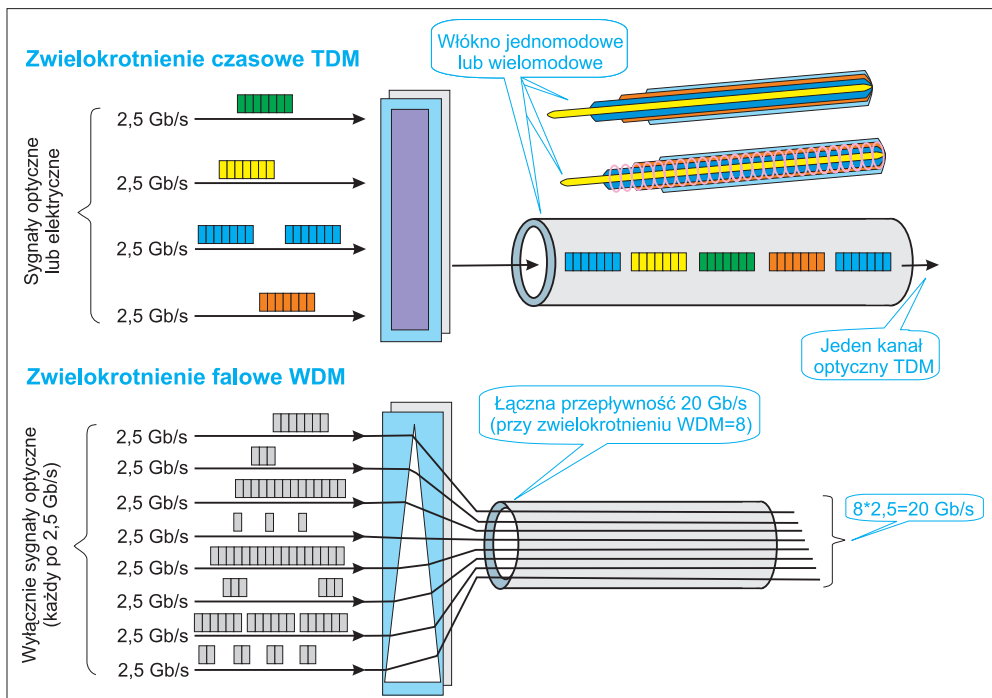 Zwielokrotnienie czasowe TDM
Włókno jednomodowe
lub wielomodowe
Sygnały optyczne
lub elektryczne
2,5 Gb/s
2,5 Gb/s
2,5 Gb/s
2,5 Gb/s
Jeden kanał
optyczny TDM
Zwielokrotnienie falowe WDM
Łączna przepływność 20 Gb/s
(przy zwielokrotnieniu WDM=8)
Wyłącznie sygnały optyczne
(każdy po 2,5 Gb/s)
2,5 Gb/s
2,5 Gb/s
2,5 Gb/s
2,5 Gb/s
2,5 Gb/s
2,5 Gb/s
2,5 Gb/s
2,5 Gb/s
8*2,5=20 Gb/s